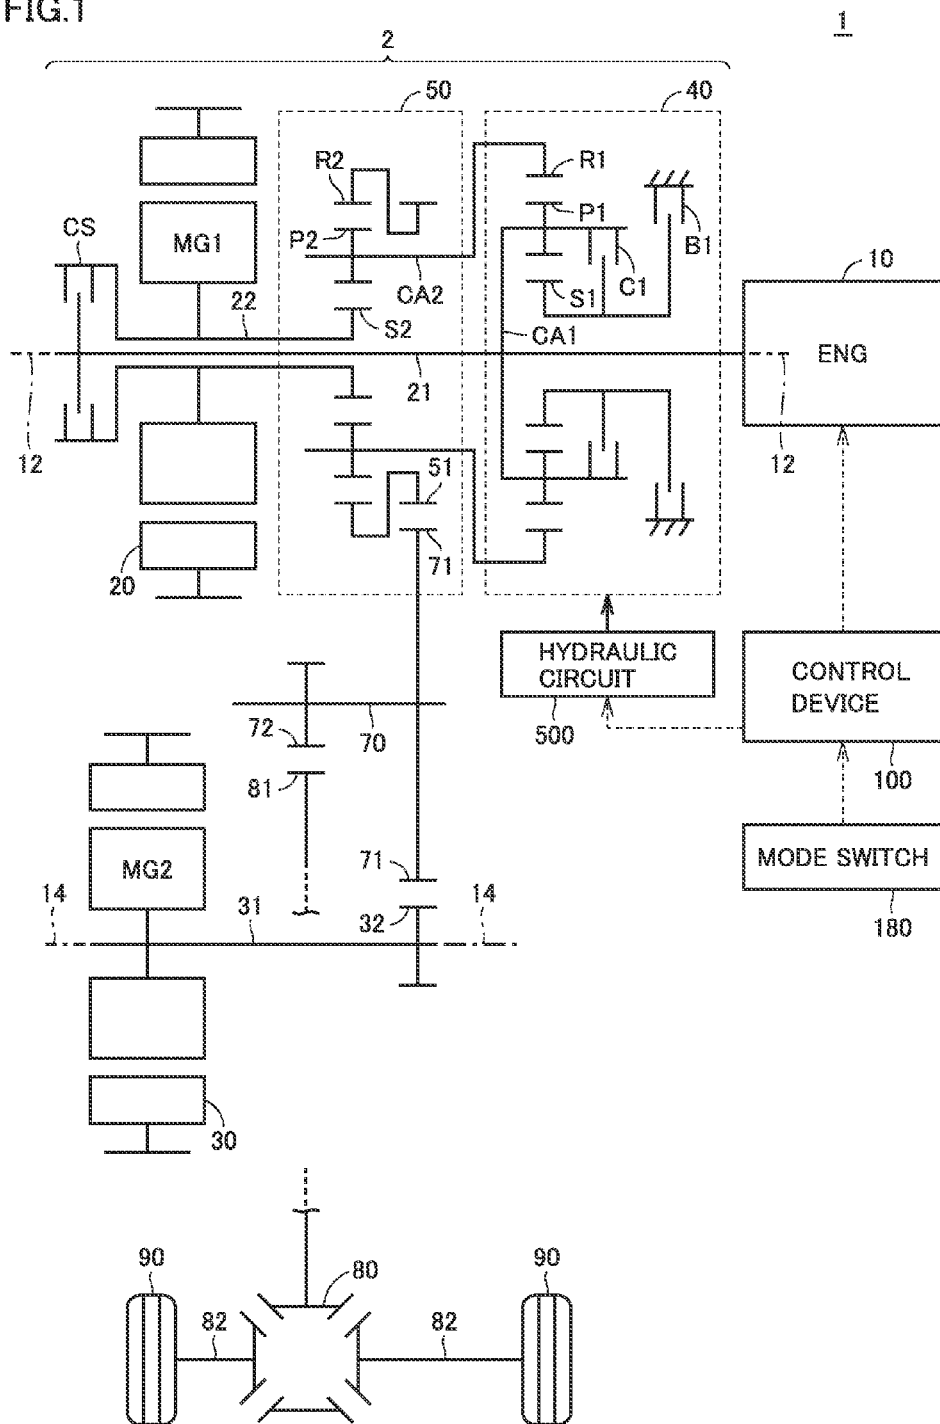 FIG.1
1
2
50
40
R2
R1
P1
P2
CS
MG1
B1
C1
10
CA2
S1
22
S2
CA1
ENG
21
12
12
51
71
20
HYDRAULIC
CIRCUIT
CONTROL
DEVICE
72
70
500
81
100
MG2
71
MODE SWITCH
14
31
32
14
180
30
90
80
90
82
82